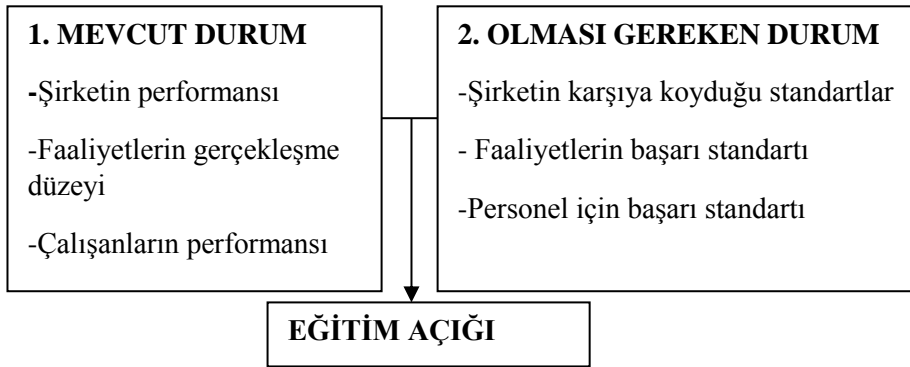 1. MEVCUT DURUM
-Şirketin performansı
-Faaliyetlerin gerçekleşme
düzeyi
-Çalışanların performansı
2. OLMASI GEREKEN DURUM
-Şirketin karşıya koyduğu standartlar
- Faaliyetlerin başarı standartı
-Personel için başarı standartı
EĞİTİM AÇIĞI